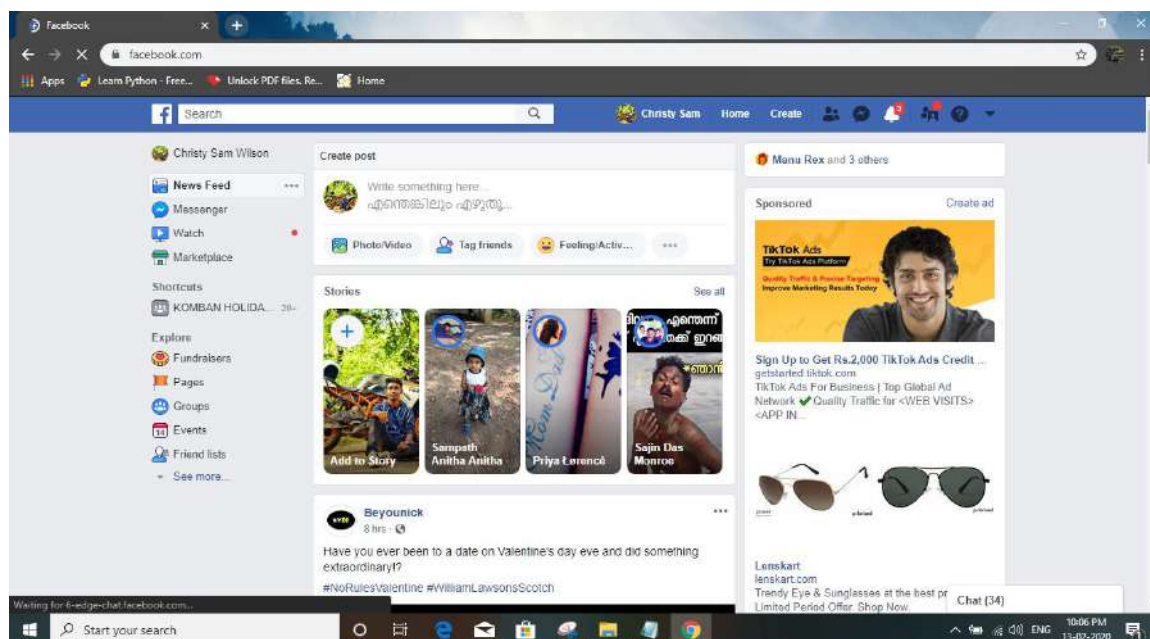 Facebook
facebook.com
Apps
Learn Python - Free...
Unlock PDF files, Re...
Home
Search
Christy Sam
Home
Create
3
Christy Sam Wilson
News Feed
Messenger
Watch
Marketplace
Shortcuts
KOMBAN HOLIDA... 20+
Explore
Fundraisers
Pages
Groups
Events
Friend lists
See more...
Create post
Write something here...
എന്തെങ്കിലും എഴുതൂ...
Photo/Video
Tag friends
Feeling/Activ...
Stories
See all
Add to Story
Sampath
Anitha Anitha
Mom Dad
Priya Lorencê
എന്തെന്ന്
Sajin Das
Monroe
Beyounick
8 hrs
Have you ever been to a date on Valentine's day eve and did something
extraordinary!?
#NoRulesValentine #WilliamLawsonsScotch
Manu Rex and 3 others
Sponsored
Create ad
TikTok Ads
Try TikTok Ads Platform
Quality Traffic & Precise Targeting
Improve Marketing Results Today
Sign Up to Get Rs.2,000 TikTok Ads Credit ...
getstarted.tiktok.com
TikTok Ads For Business | Top Global Ad
Network ✔ Quality Traffic for <WEB VISITS>
<APP IN...
polarized
polarized
Lenskart
lenskart.com
Trendy Eye & Sunglasses at the best pr
Limited Period Offer. Shop Now.
Chat (34)
Waiting for 6-edge-chat.facebook.com...
Start your search
ENG
10:06 PM
13-02-2020